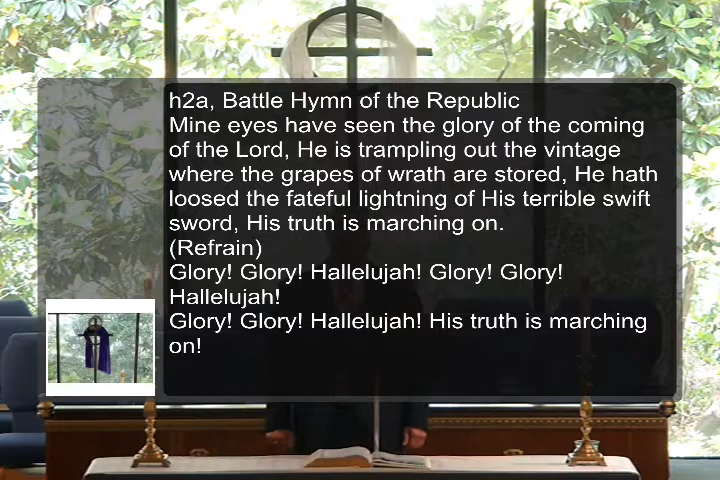 h2a, Battle Hymn of the Republic
Mine eyes have seen the glory of the coming
of the Lord, He is trampling out the vintage
where the grapes of wrath are stored, He hath
loosed the fateful lightning of His terrible swift
sword, His truth is marching on.
(Refrain)
Glory! Glory! Hallelujah! Glory! Glory!
Hallelujah!
Glory! Glory! Hallelujah! His truth is marching
on!